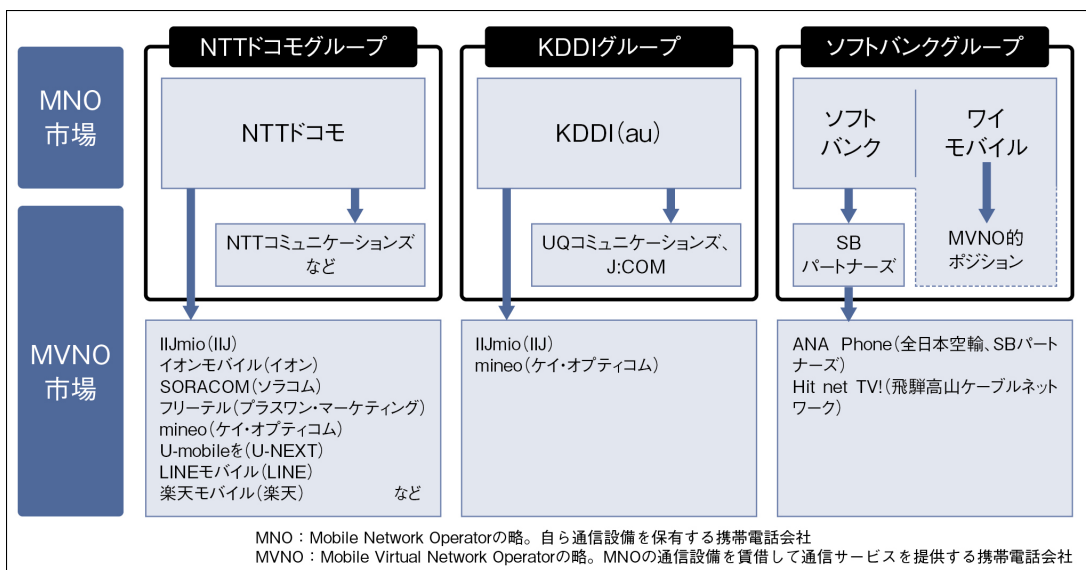 NTTドコモグループ
KDDIグループ
ソフトバンクグループ
MNO
市場
NTTドコモ
KDDI(au)
ソフト
バンク
ワイ
モバイル
MVNO
市場
NTTコミュニケーションズ
など
UQコミュニケーションズ、
J:COM
SB
パートナーズ
MVNO的
ポジション
IIJmio(IIJ)
イオンモバイル(イオン)
SORACOM(ソラコム)
フリーテル(プラスワン・マーケティング)
mineo(ケイ・オプティコム)
U-mobileを(U-NEXT)
LINEモバイル(LINE)
楽天モバイル(楽天) など
IIJmio(IIJ)
mineo(ケイ・オプティコム)
ANA Phone(全日本空輸、SBパート
ナーズ)
Hit net TV!(飛騨高山ケーブルネット
ワーク)
MNO：Mobile Network Operatorの略。自ら通信設備を保有する携帯電話会社
MVNO：Mobile Virtual Network Operatorの略。MNOの通信設備を賃借して通信サービスを提供する携帯電話会社